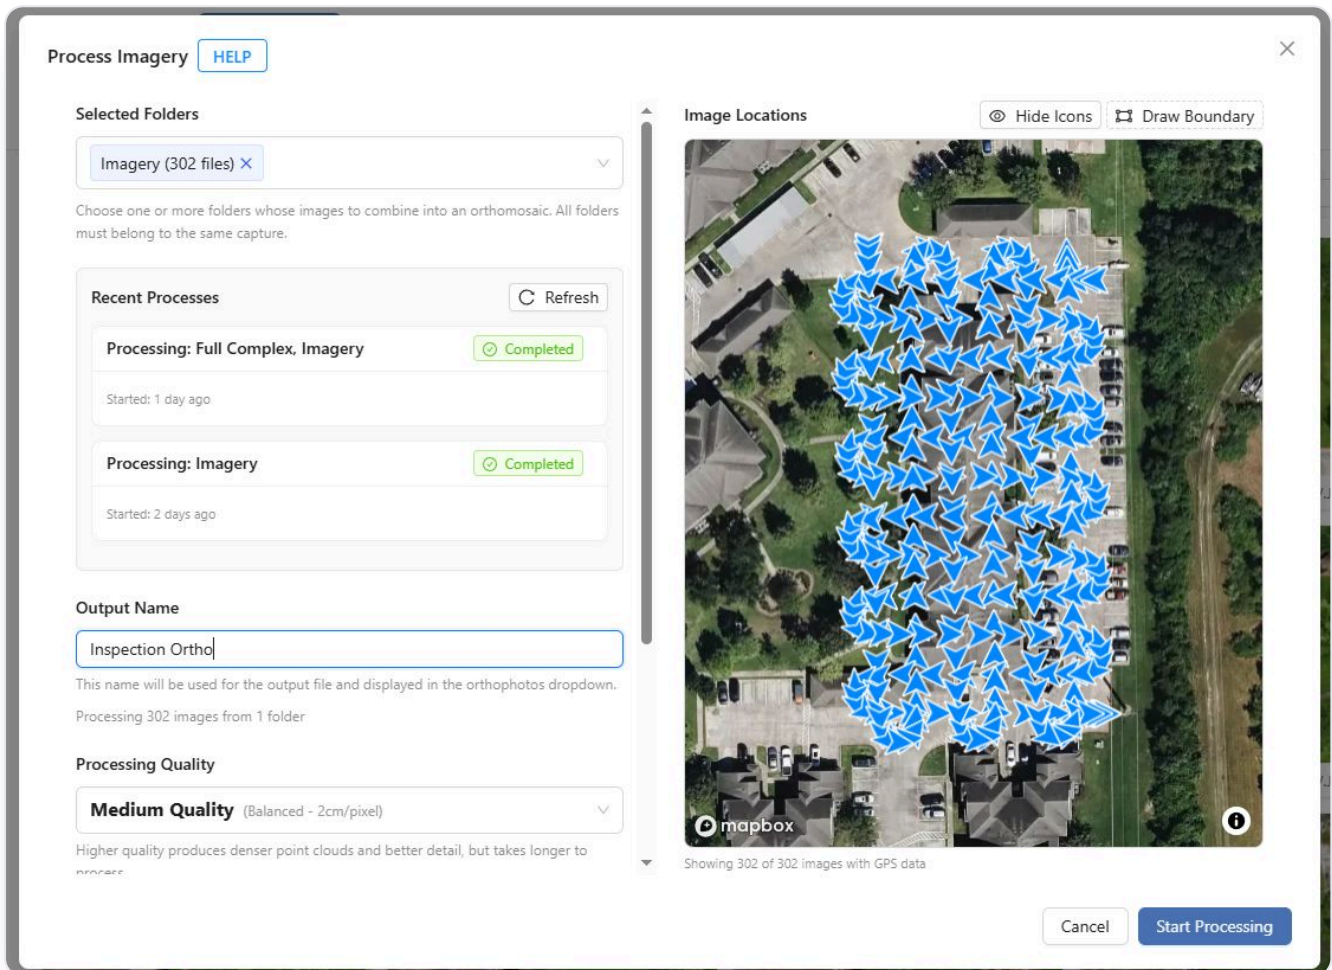 Process Imagery HELP
Selected Folders
Imagery (302 files)
Choose one or more folders whose images to combine into an orthomosaic. All folders
must belong to the same capture.
Recent Processes
Refresh
Processing: Full Complex, Imagery
Completed
Started: 1 day ago
Processing: Imagery
Completed
Started: 2 days ago
Output Name
Inspection Ortho
This name will be used for the output file and displayed in the orthophotos dropdown.
Processing 302 images from 1 folder
Processing Quality
Medium Quality (Balanced - 2cm/pixel)
Higher quality produces denser point clouds and better detail, but takes longer to
process
Image Locations
Hide Icons
Draw Boundary
mapbox
Showing 302 of 302 images with GPS data
Cancel
Start Processing